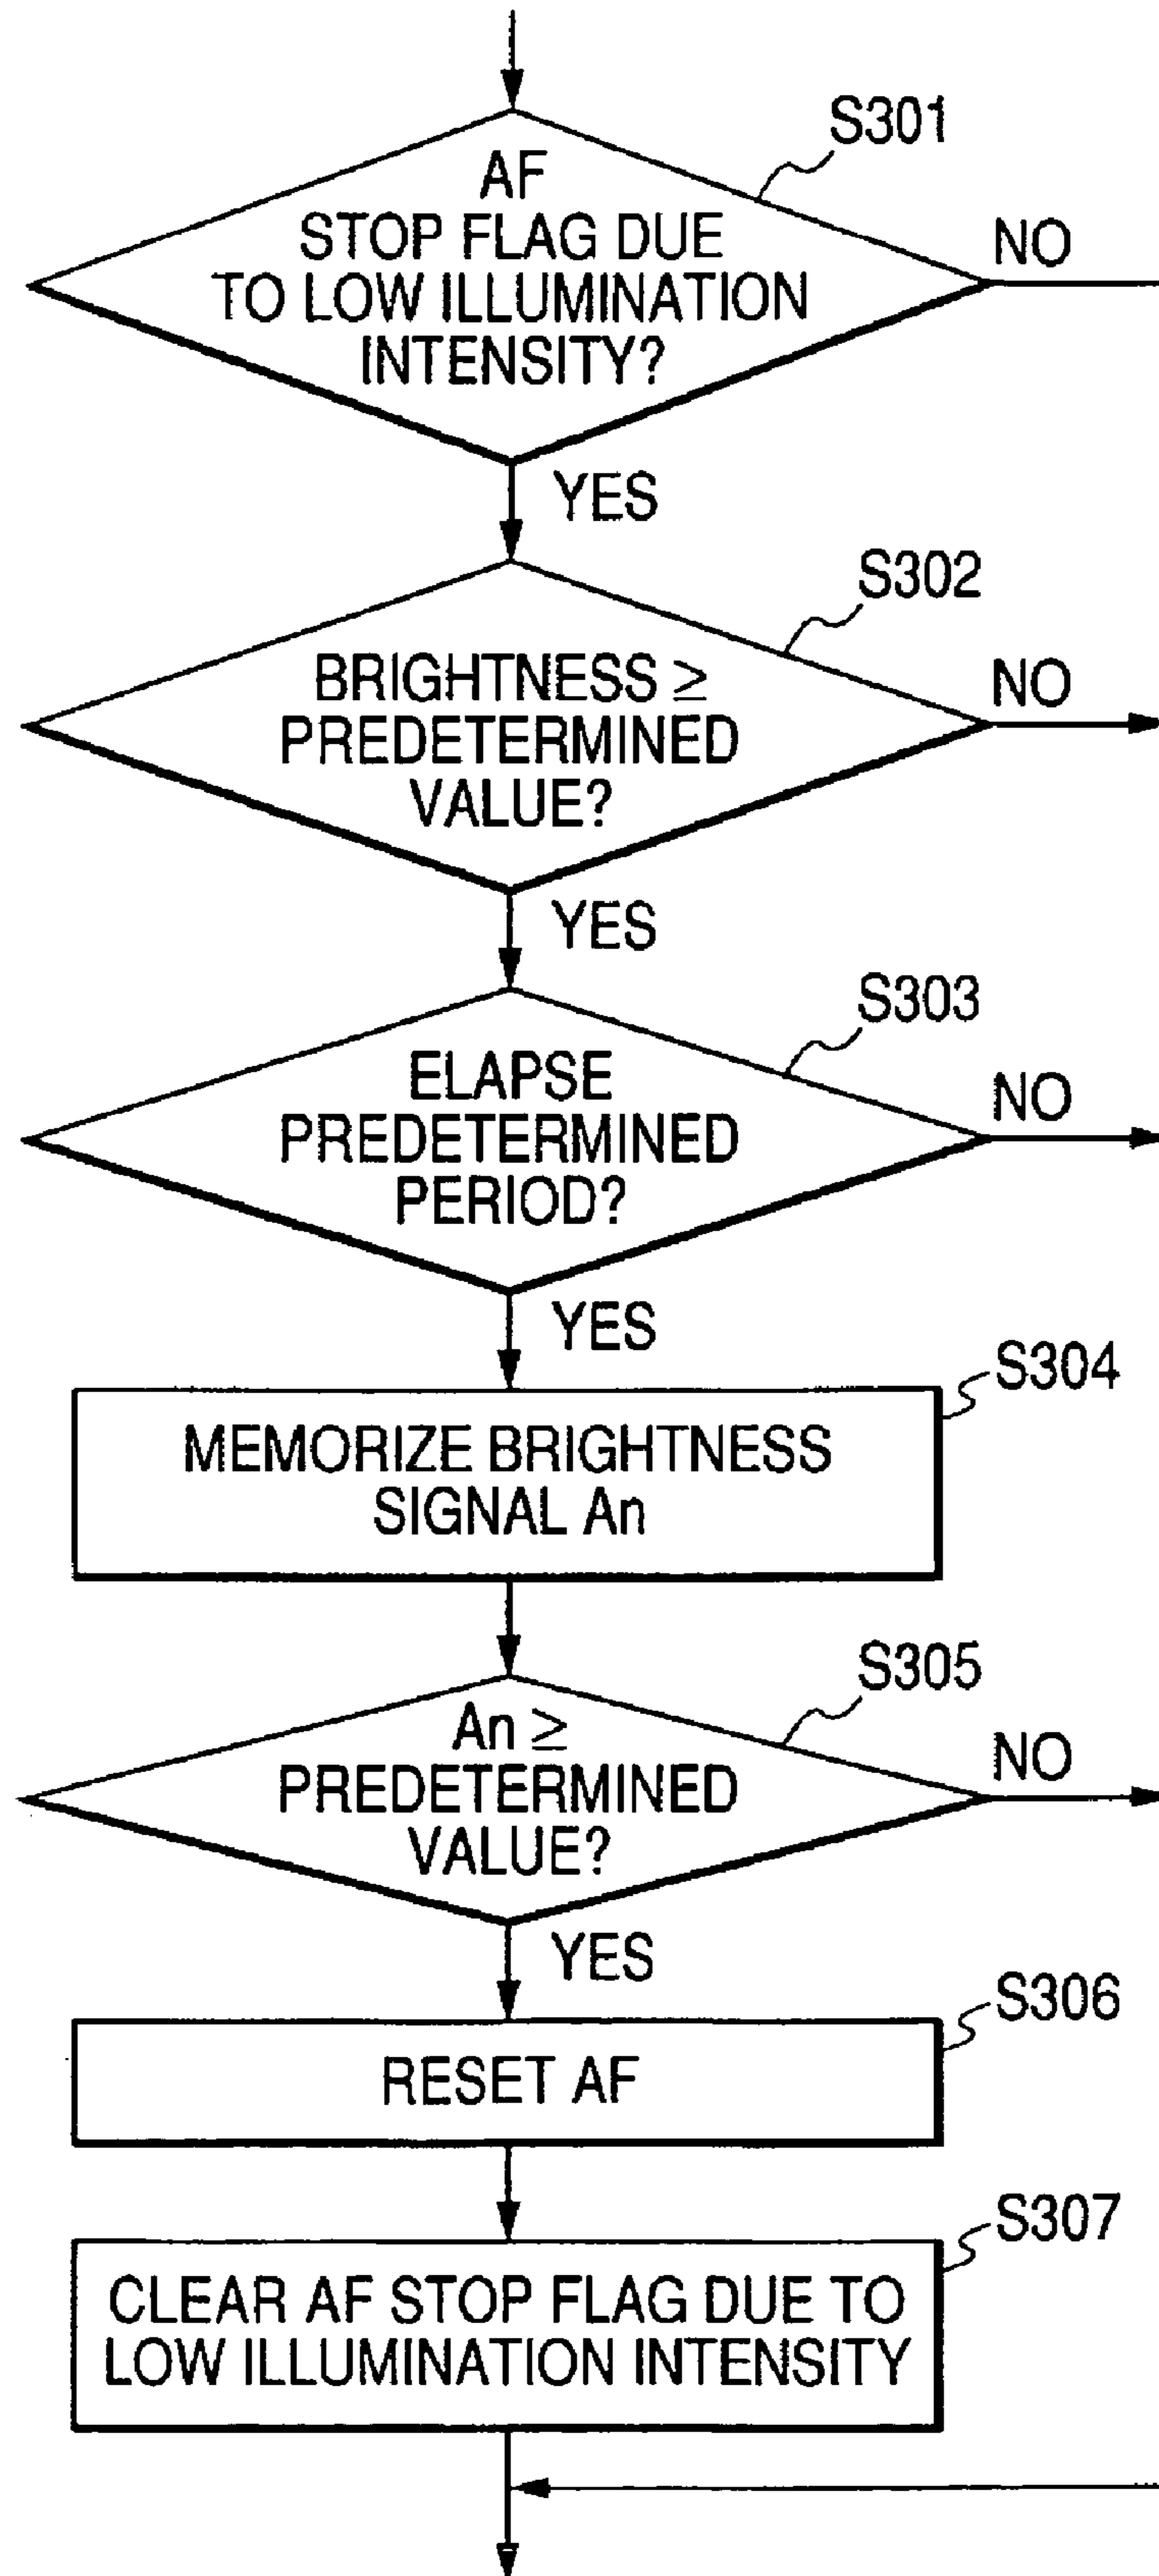 S301
AF
STOP FLAG DUE
TO LOW ILLUMINATION
INTENSITY?
NO
YES
S302
BRIGHTNESS ≥
PREDETERMINED
VALUE?
NO
YES
S303
ELAPSE
PREDETERMINED
PERIOD?
NO
YES
S304
MEMORIZE BRIGHTNESS
SIGNAL An
S305
An ≥
PREDETERMINED
VALUE?
NO
YES
S306
RESET AF
S307
CLEAR AF STOP FLAG DUE TO
LOW ILLUMINATION INTENSITY